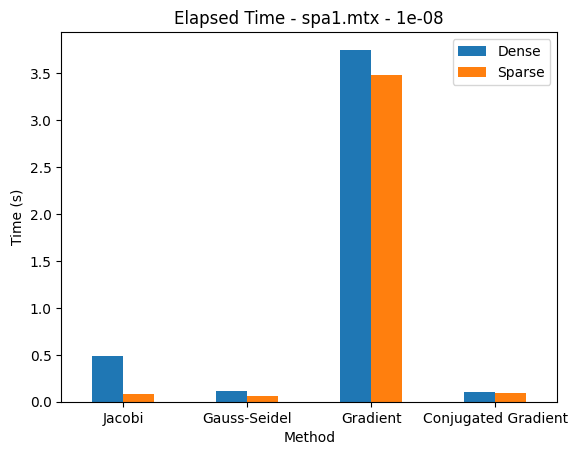 Elapsed Time - spa1.mtx - 1e-08
Dense
Sparse
Time (s)
3.5
3.0
2.5
2.0
1.5
1.0
0.5
0.0
Jacobi
Gauss-Seidel
Gradient
Conjugated Gradient
Method